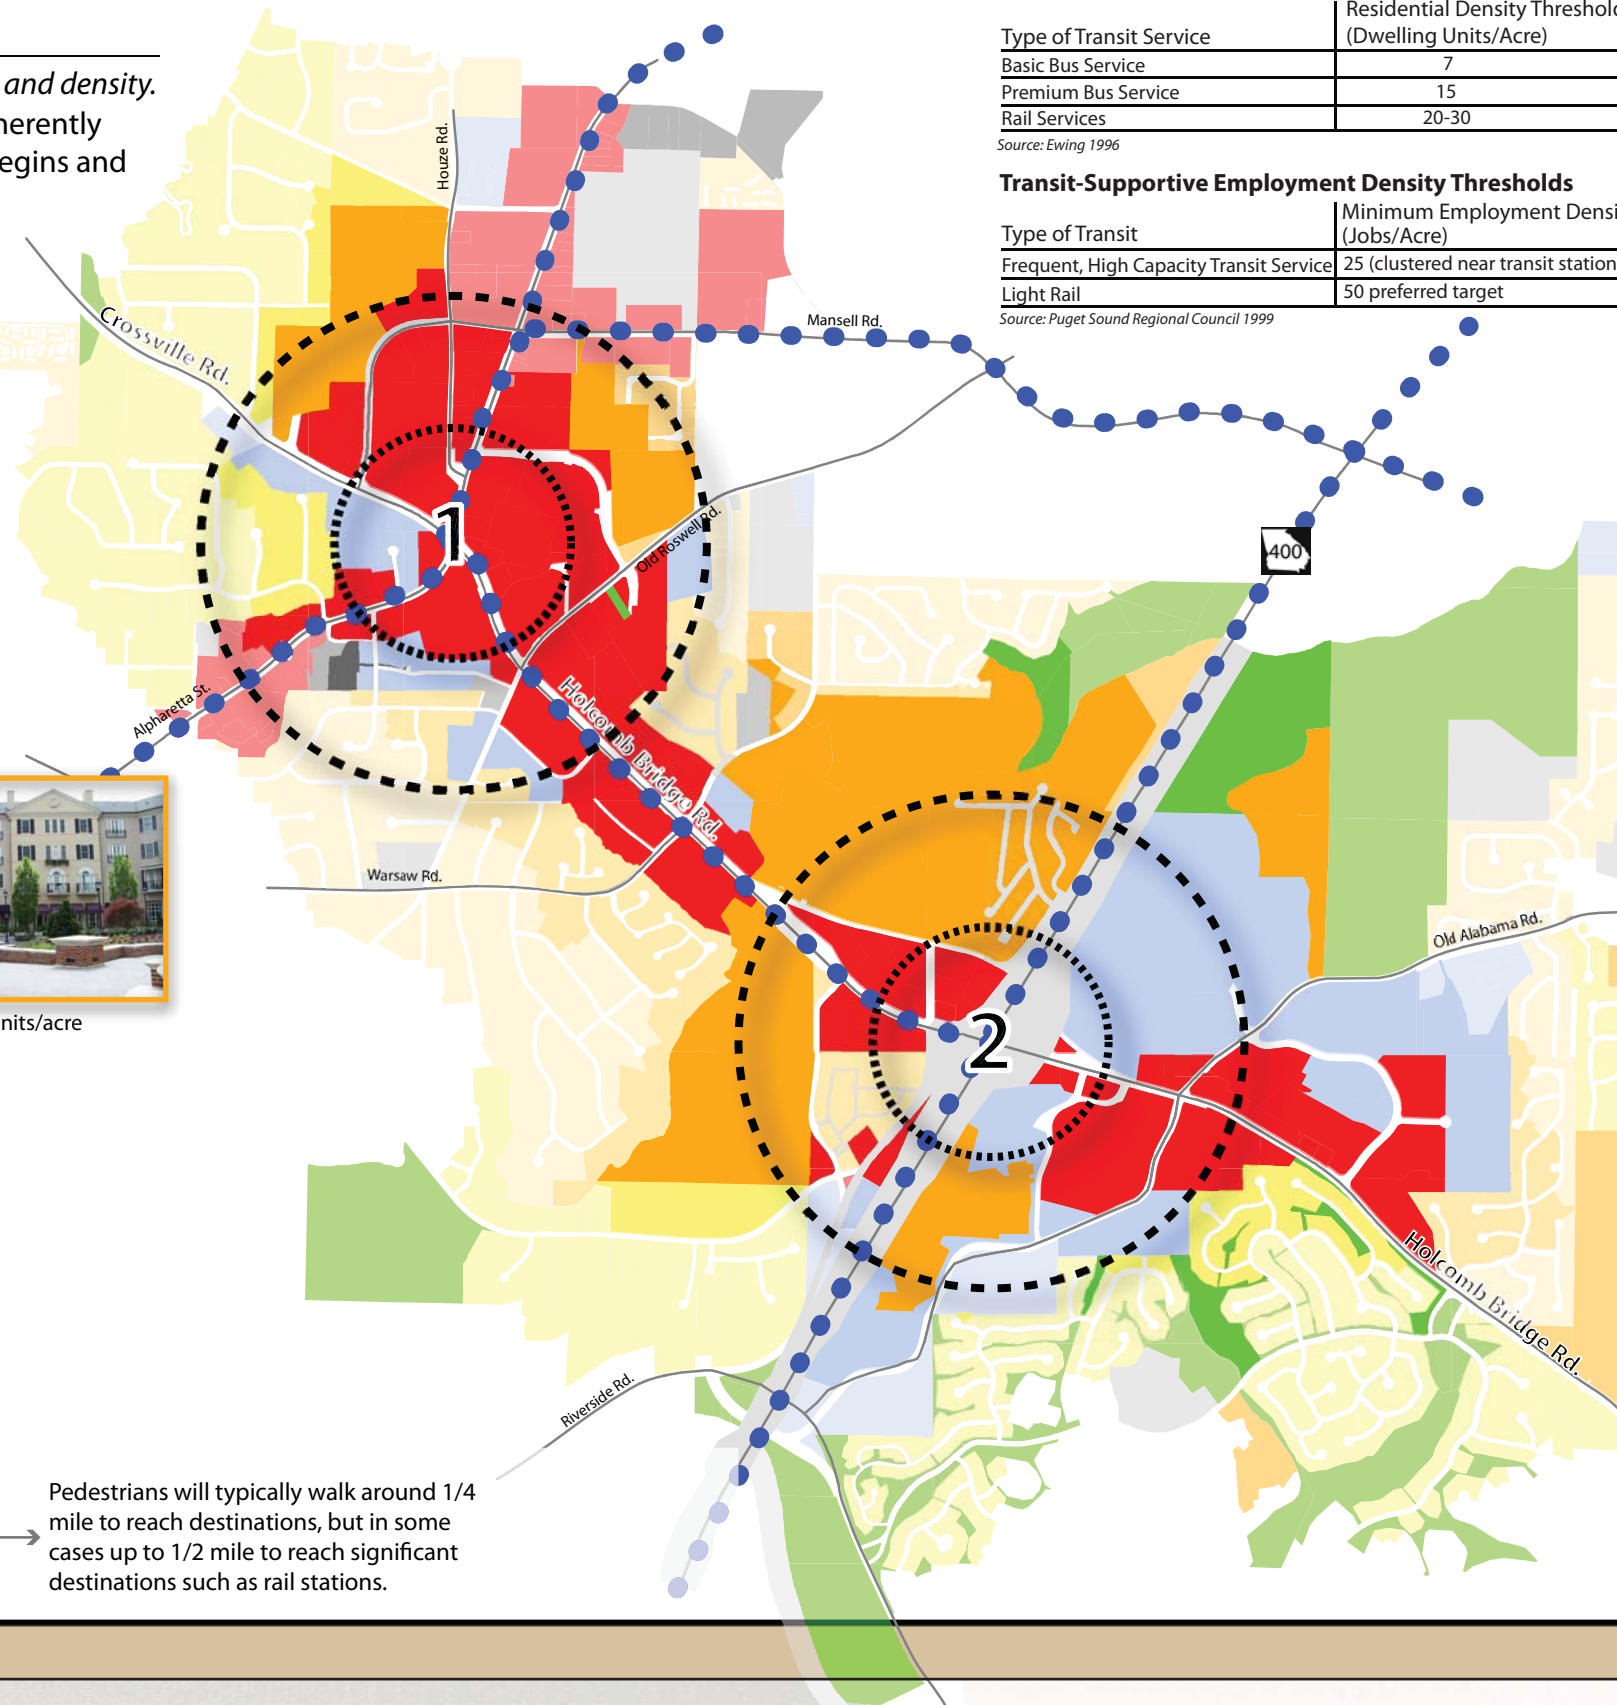 and density.
herently
egins and
Residential Density Threshold
Type of Transit Service
(Dwelling Units/Acre)
Basic Bus Service
7
Premium Bus Service
15
Rail Services
20-30
Source: Ewing 1996
Transit-Supportive Employment Density Thresholds
Minimum Employment Densi
Type of Transit
(Jobs/Acre)
Frequent, High Capacity Transit Service
25 (clustered near transit station
Light Rail
50 preferred target
Source: Puget Sound Regional Council 1999
Houze Rd.
Crossville Rd.
Mansell Rd.
1
Old Roswell Rd.
400
Alpharetta St.
Holcomb Bridge Rd.
Warsaw Rd.
Old Alabama Rd.
nits/acre
2
Holcomb Bridge Rd.
Riverside Rd.
Pedestrians will typically walk around 1/4
mile to reach destinations, but in some
cases up to 1/2 mile to reach significant
destinations such as rail stations.